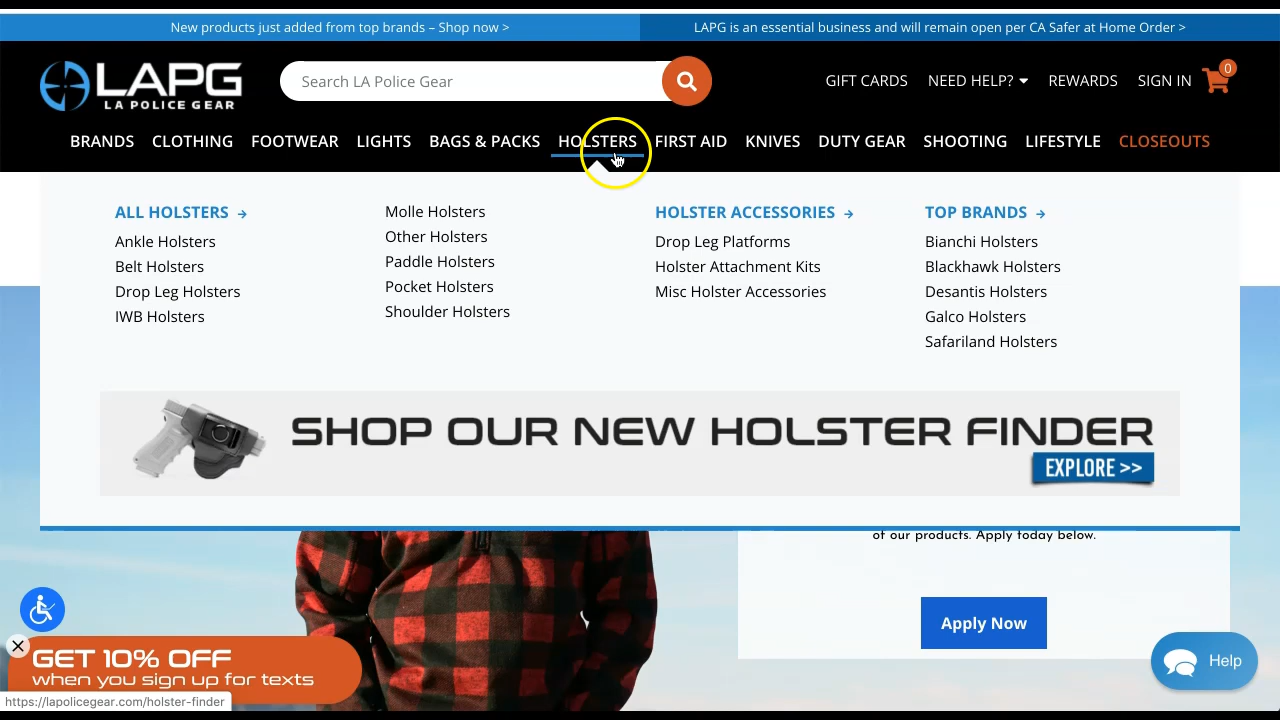 New products just added from top brands – Shop now >
LAPG is an essential business and will remain open per CA Safer at Home Order >
LAPG
LA POLICE GEAR
Search LA Police Gear
GIFT CARDS NEED HELP? REWARDS SIGN IN 0
BRANDS CLOTHING FOOTWEAR LIGHTS BAGS & PACKS HOLSTERS FIRST AID KNIVES DUTY GEAR SHOOTING LIFESTYLE CLOSEOUTS
ALL HOLSTERS →
Ankle Holsters
Belt Holsters
Drop Leg Holsters
IWB Holsters
Molle Holsters
Other Holsters
Paddle Holsters
Pocket Holsters
Shoulder Holsters
HOLSTER ACCESSORIES →
Drop Leg Platforms
Holster Attachment Kits
Misc Holster Accessories
TOP BRANDS →
Bianchi Holsters
Blackhawk Holsters
Desantis Holsters
Galco Holsters
Safariland Holsters
SHOP OUR NEW HOLSTER FINDER
EXPLORE >>
of our products. Apply today below.
Apply Now
GET 10% OFF
when you sign up for texts
Help
https://lapolicegear.com/holster-finder